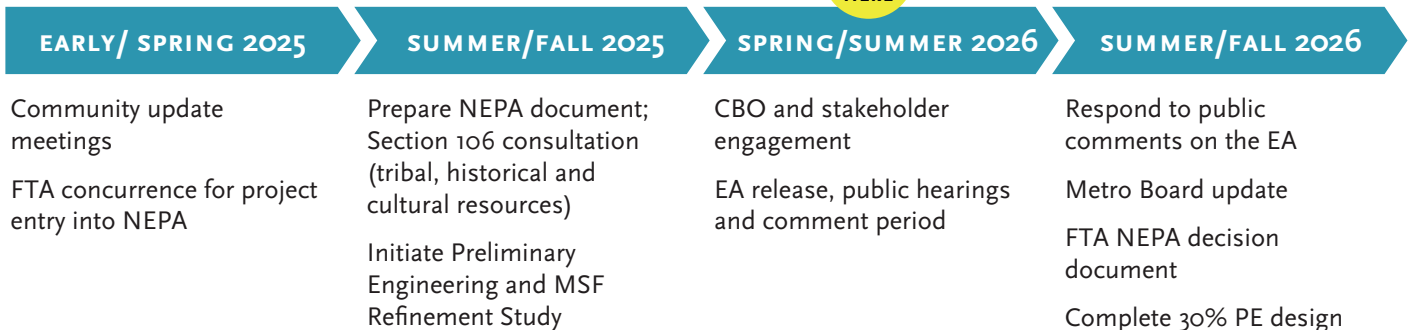 HERE
EARLY/ SPRING 2025
SUMMER/FALL 2025
SPRING/SUMMER 2026
SUMMER/FALL 2026
Community update
meetings
FTA concurrence for project
entry into NEPA
Prepare NEPA document;
Section 106 consultation
(tribal, historical and
cultural resources)
Initiate Preliminary
Engineering and MSF
Refinement Study
CBO and stakeholder
engagement
EA release, public hearings
and comment period
Respond to public
comments on the EA
Metro Board update
FTA NEPA decision
document
Complete 30% PE design